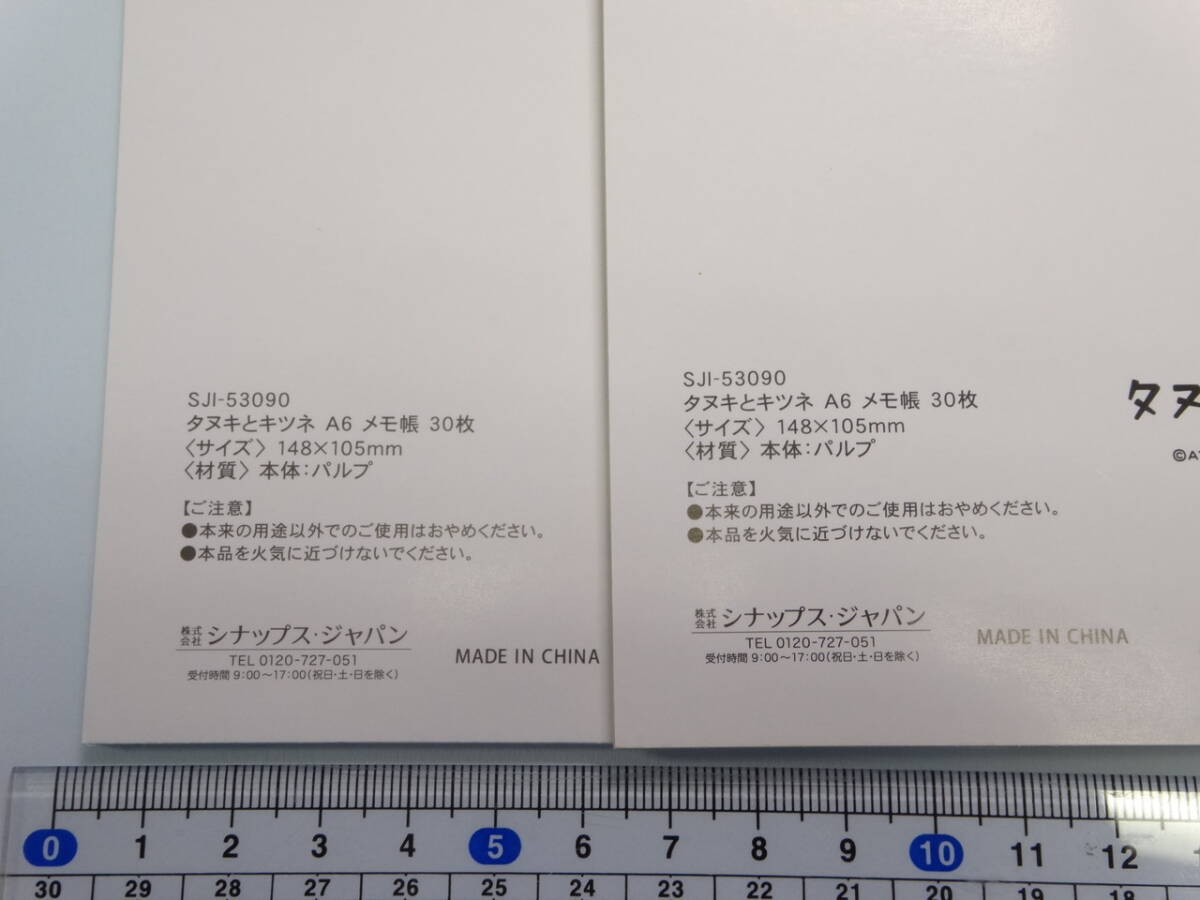 SJI-53090
タヌキとキツネ A6 メモ帳 30枚
〈サイズ〉148×105mm
〈材質〉本体：パルプ
【ご注意】
●本来の用途以外でのご使用はおやめください。
●本品を火気に近づけないでください。
株式会社 シナップス・ジャパン
TEL 0120-727-051
受付時間 9:00～17:00(祝日・土・日を除く)
MADE IN CHINA
SJI-53090
タヌキとキツネ A6 メモ帳 30枚
〈サイズ〉148×105mm
〈材質〉本体：パルプ
【ご注意】
●本来の用途以外でのご使用はおやめください。
●本品を火気に近づけないでください。
株式会社 シナップス・ジャパン
TEL 0120-727-051
受付時間 9:00～17:00(祝日・土・日を除く)
MADE IN CHINA
タヌ
©A
0 1 2 3 4 5 6 7 8 9 10 11 12
30 29 28 27 26 25 24 23 22 21 20 19 18